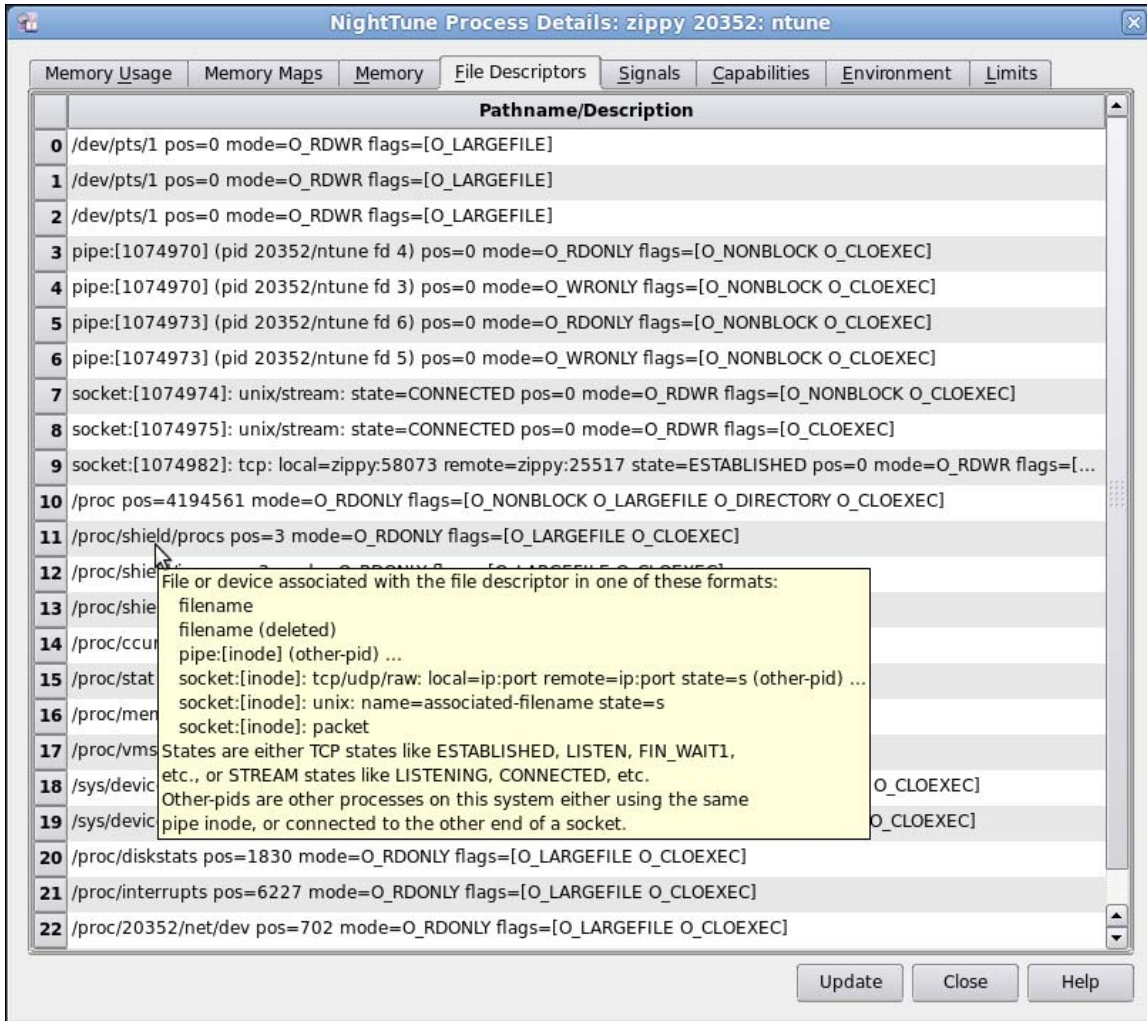 NightTune Process Details: zippy 20352: ntune
Memory Usage Memory Maps Memory File Descriptors Signals Capabilities Environment Limits
Pathname/Description
0 /dev/pts/1 pos=0 mode=O_RDWR flags=[O_LARGEFILE]
1 /dev/pts/1 pos=0 mode=O_RDWR flags=[O_LARGEFILE]
2 /dev/pts/1 pos=0 mode=O_RDWR flags=[O_LARGEFILE]
3 pipe:[1074970] (pid 20352/ntune fd 4) pos=0 mode=O_RDONLY flags=[O_NONBLOCK O_CLOEXEC]
4 pipe:[1074970] (pid 20352/ntune fd 3) pos=0 mode=O_WRONLY flags=[O_NONBLOCK O_CLOEXEC]
5 pipe:[1074973] (pid 20352/ntune fd 6) pos=0 mode=O_RDONLY flags=[O_NONBLOCK O_CLOEXEC]
6 pipe:[1074973] (pid 20352/ntune fd 5) pos=0 mode=O_WRONLY flags=[O_NONBLOCK O_CLOEXEC]
7 socket:[1074974]: unix/stream: state=CONNECTED pos=0 mode=O_RDWR flags=[O_NONBLOCK O_CLOEXEC]
8 socket:[1074975]: unix/stream: state=CONNECTED pos=0 mode=O_RDWR flags=[O_CLOEXEC]
9 socket:[1074982]: tcp: local=zippy:58073 remote=zippy:25517 state=ESTABLISHED pos=0 mode=O_RDWR flags=[...
10 /proc pos=4194561 mode=O_RDONLY flags=[O_NONBLOCK O_LARGEFILE O_DIRECTORY O_CLOEXEC]
11 /proc/shield/procs pos=3 mode=O_RDONLY flags=[O_LARGEFILE O_CLOEXEC]
12 /proc/shie
13 /proc/shie
14 /proc/ccur
15 /proc/stat
16 /proc/men
17 /proc/vms
18 /sys/devic O_CLOEXEC]
19 /sys/devic O_CLOEXEC]
File or device associated with the file descriptor in one of these formats:
filename
filename (deleted)
pipe:[inode] (other-pid) ...
socket:[inode]: tcp/udp/raw: local=ip:port remote=ip:port state=s (other-pid) ...
socket:[inode]: unix: name=associated-filename state=s
socket:[inode]: packet
States are either TCP states like ESTABLISHED, LISTEN, FIN_WAIT1,
etc., or STREAM states like LISTENING, CONNECTED, etc.
Other-pids are other processes on this system either using the same
pipe inode, or connected to the other end of a socket.
20 /proc/diskstats pos=1830 mode=O_RDONLY flags=[O_LARGEFILE O_CLOEXEC]
21 /proc/interrupts pos=6227 mode=O_RDONLY flags=[O_LARGEFILE O_CLOEXEC]
22 /proc/20352/net/dev pos=702 mode=O_RDONLY flags=[O_LARGEFILE O_CLOEXEC]
Update Close Help